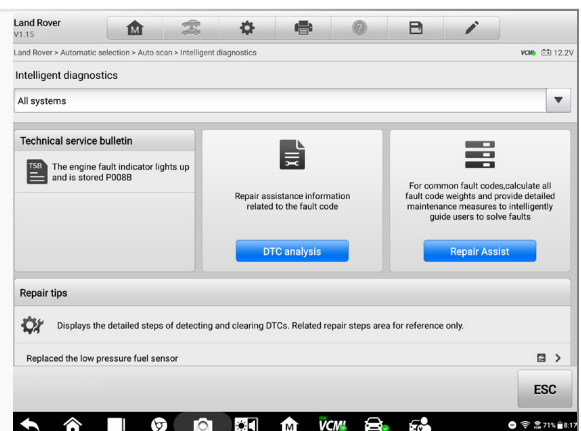 Land Rover
V1.15
Land Rover > Automatic selection > Auto scan > Intelligent diagnostics
VCMI 12.2V
Intelligent diagnostics
All systems
Technical service bulletin
TSB
The engine fault indicator lights up
and is stored P008B
Repair assistance information
related to the fault code
DTC analysis
For common fault codes,calculate all
fault code weights and provide detailed
maintenance measures to intelligently
guide users to solve faults
Repair Assist
Repair tips
Displays the detailed steps of detecting and clearing DTCs. Related repair steps area for reference only.
Replaced the low pressure fuel sensor
ESC
VCMI
71% 8:17